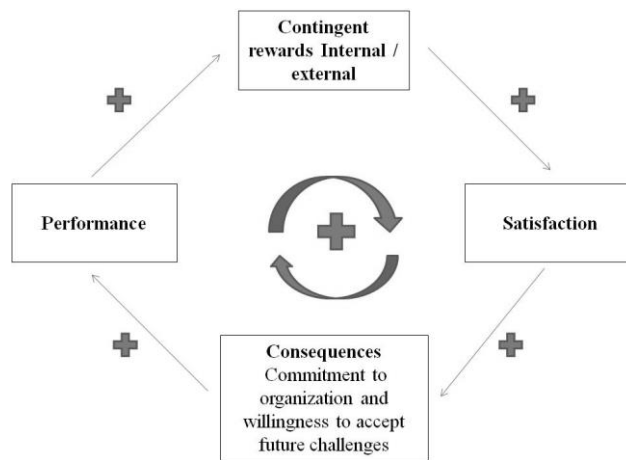 Contingent
rewards Internal /
external
Performance
Satisfaction
Consequences
Commitment to
organization and
willingness to accept
future challenges